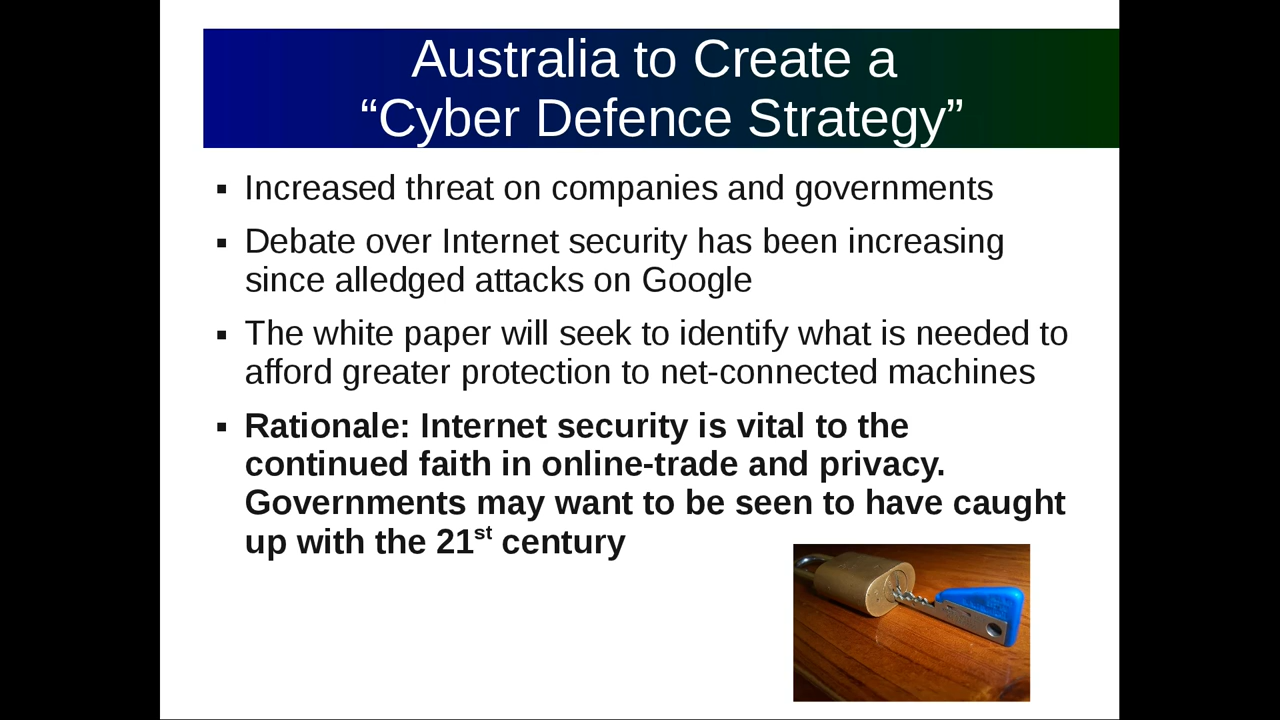 Australia to Create a
“Cyber Defence Strategy”
▪ Increased threat on companies and governments
▪ Debate over Internet security has been increasing
since alledged attacks on Google
▪ The white paper will seek to identify what is needed to
afford greater protection to net-connected machines
▪ Rationale: Internet security is vital to the
continued faith in online-trade and privacy.
Governments may want to be seen to have caught
up with the 21st century